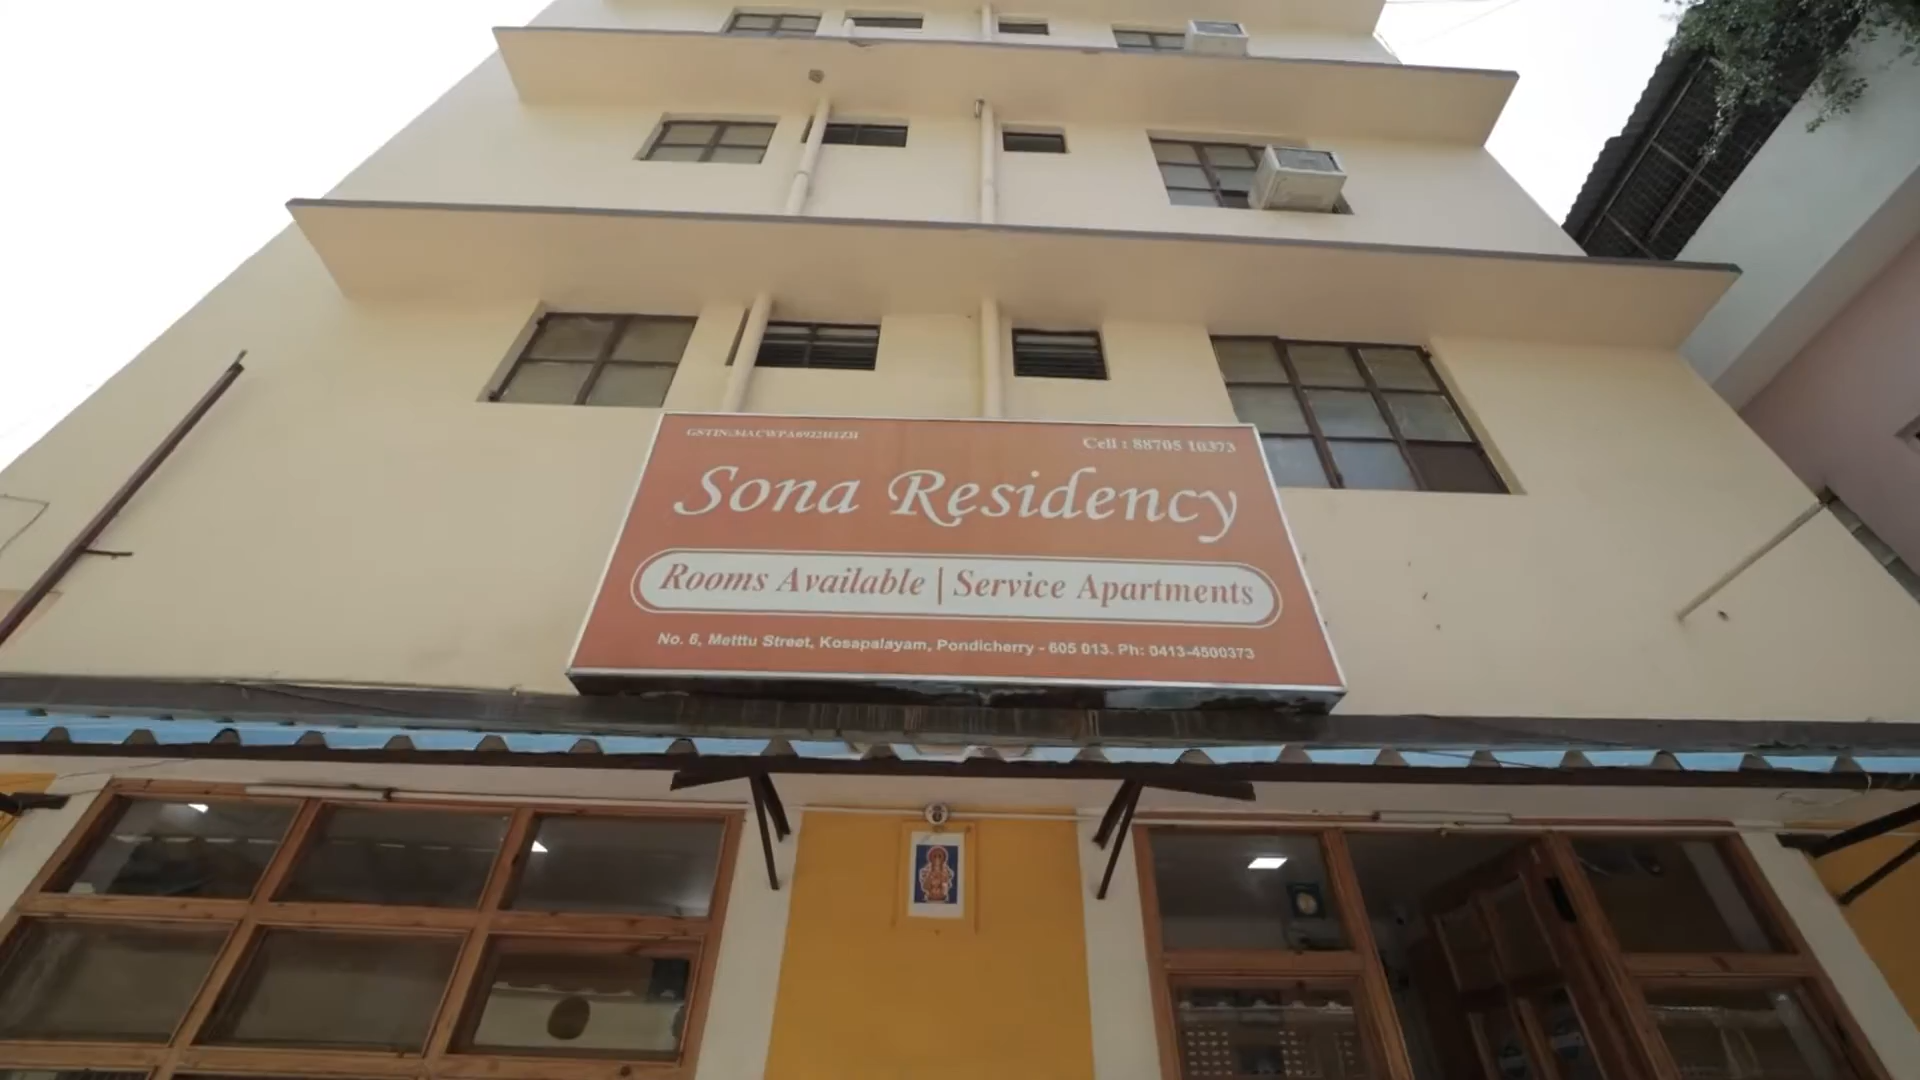 Cell : 88705 10373
Sona Residency
Rooms Available | Service Apartments
No. 6, Metttu Street, Kosapalayam, Pondicherry - 605 013. Ph: 0413-4500373